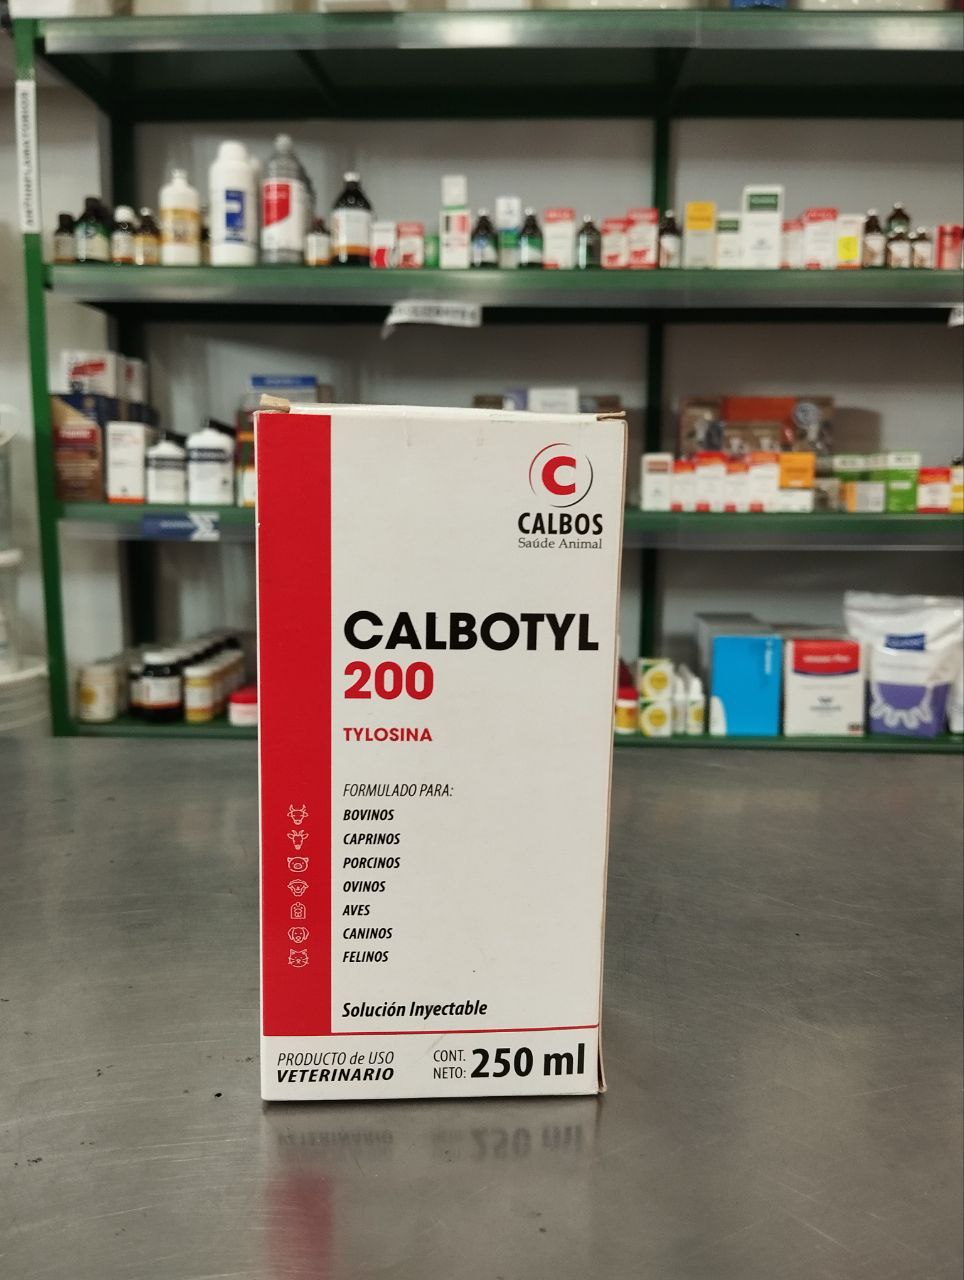 C
CALBOS
Saúde Animal
CALBOTYL
200
TYLOSINA
FORMULADO PARA:
BOVINOS
CAPRINOS
PORCINOS
OVINOS
AVES
CANINOS
FELINOS
Solución Inyectable
PRODUCTO de USO
VETERINARIO
CONT.
NETO: 250 ml